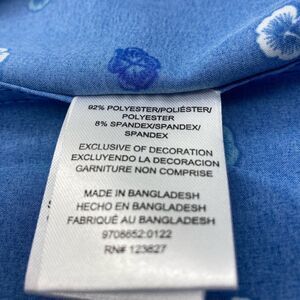 92% POLYESTER/POLIÉSTER/
POLYESTER
8% SPANDEX/SPANDEX/
SPANDEX
EXCLUSIVE OF DECORATION
EXCLUYENDO LA DECORACION
GARNITURE NON COMPRISE
MADE IN BANGLADESH
HECHO EN BANGLADESH
FABRIQUÉ AU BANGLADESH
9708652:0122
RN# 123827